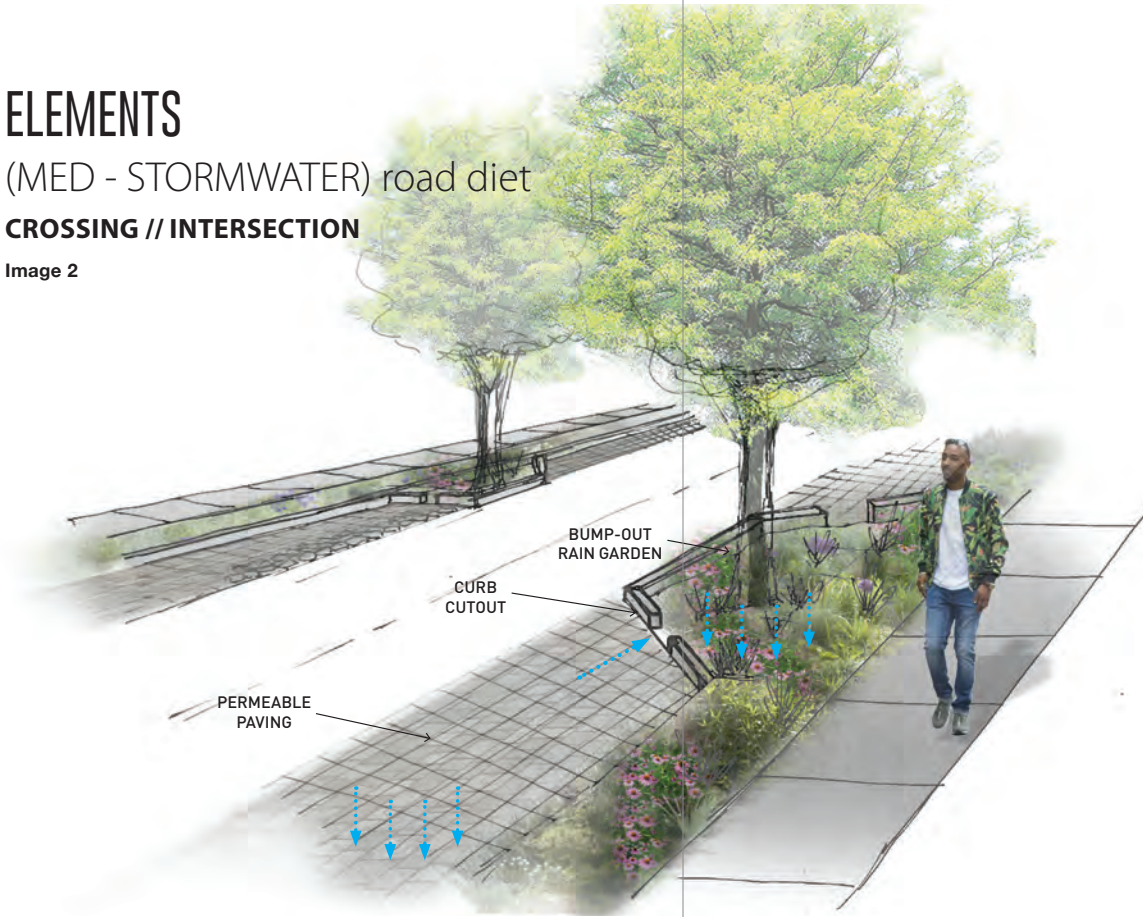 ELEMENTS
(MED - STORMWATER) road diet
CROSSING // INTERSECTION
Image 2
BUMP-OUT
RAIN GARDEN
CURB
CUTOUT
PERMEABLE
PAVING